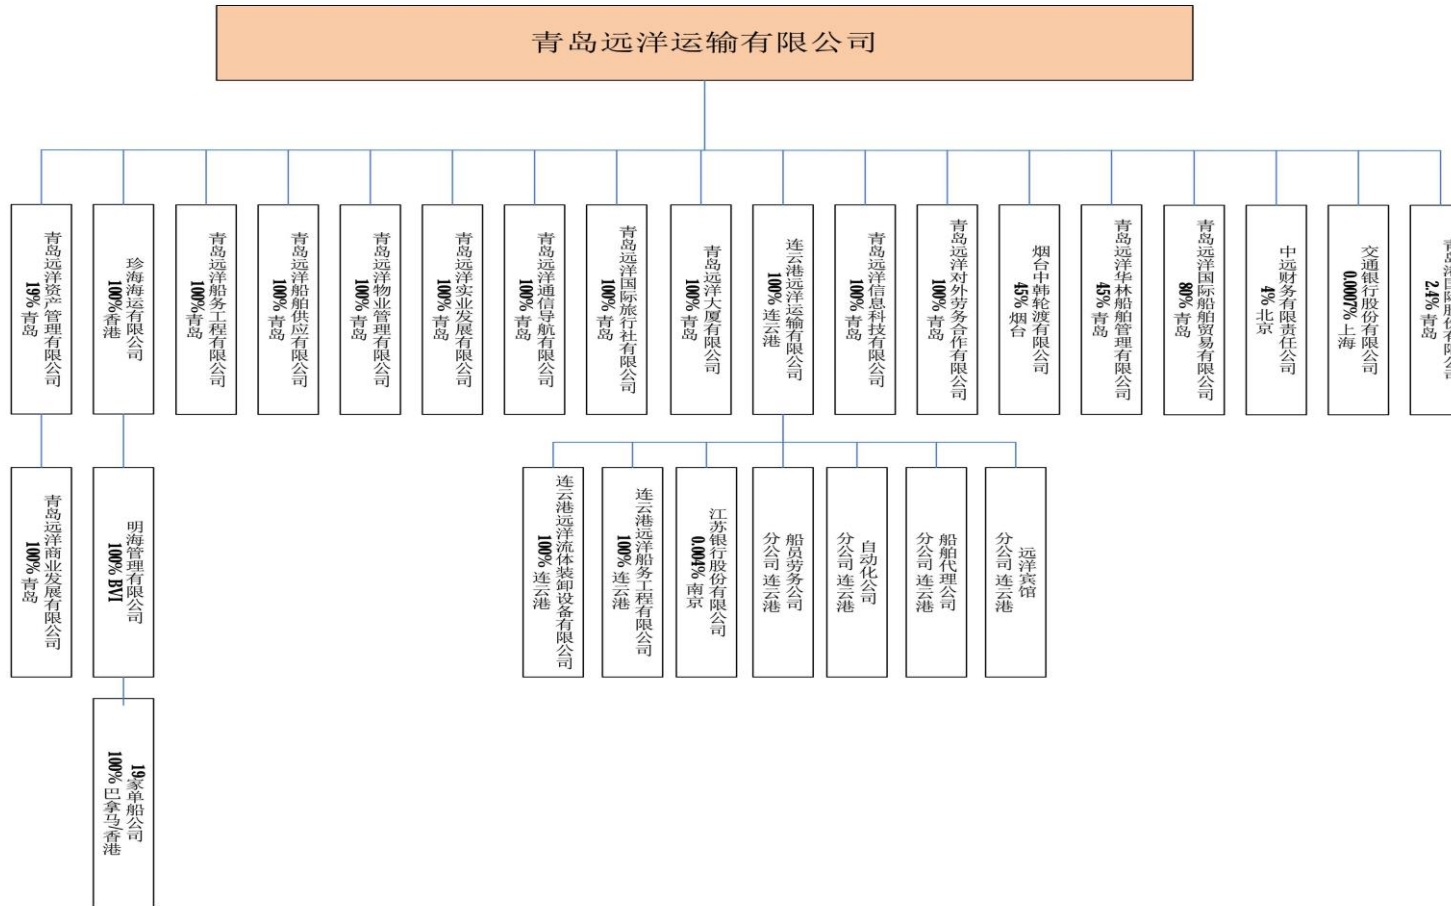 青岛远洋运输有限公司
青岛远洋资产管理有限公司
19% 青岛
珍海海运有限公司
100%香港
青岛远洋船务工程有限公司
100%青岛
青岛远洋船舶供应有限公司
100% 青岛
青岛远洋物业管理有限公司
100% 青岛
青岛远洋实业发展有限公司
100% 青岛
青岛远洋通信导航有限公司
100% 青岛
青岛远洋国际旅行社有限公司
100% 青岛
青岛远洋大厦有限公司
100% 青岛
连云港远洋运输有限公司
100% 连云港
青岛远洋信息科技有限公司
100% 青岛
青岛远洋对外劳务合作有限公司
100% 青岛
烟台中韩轮渡有限公司
45% 烟台
青岛远洋华林船舶管理有限公司
45% 青岛
青岛远洋国际船舶贸易有限公司
80% 青岛
中远财务有限责任公司
4% 北京
交通银行股份有限公司
0.0007% 上海
青岛港国际股份有限公司
2.4% 青岛
青岛远洋商业发展有限公司
100% 青岛
明海管理有限公司
100% BVI
连云港远洋流体装卸设备有限公司
100% 连云港
连云港远洋船务工程有限公司
100% 连云港
江苏银行股份有限公司
0.004% 南京
船员劳务公司
分公司 连云港
自动化公司
分公司 连云港
船舶代理公司
分公司 连云港
远洋宾馆
分公司 连云港
19家单船公司
100% 巴拿马/香港